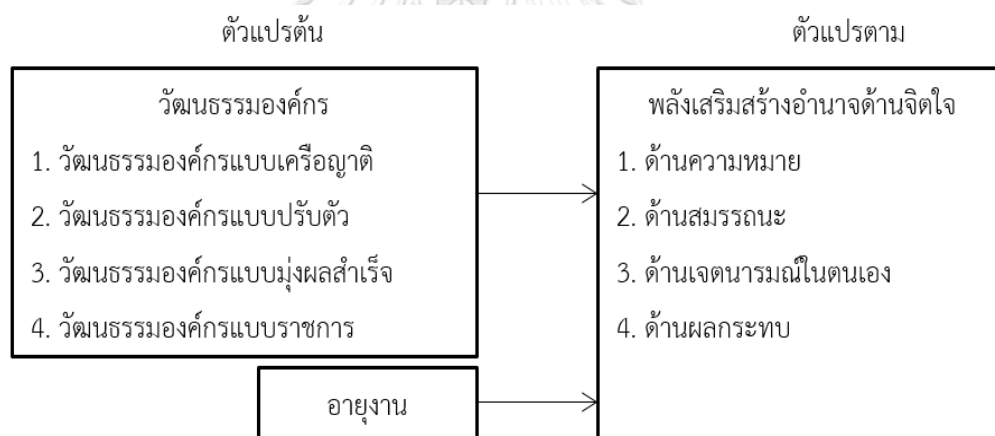 ตัวแปรต้น
วัฒนธรรมองค์กร
1. วัฒนธรรมองค์กรแบบเครือญาติ
2. วัฒนธรรมองค์กรแบบปรับตัว
3. วัฒนธรรมองค์กรแบบมุ่งผลสำเร็จ
4. วัฒนธรรมองค์กรแบบราชการ
อายุงาน
ตัวแปรตาม
พลังเสริมสร้างอำนาจด้านจิตใจ
1. ด้านความหมาย
2. ด้านสมรรถนะ
3. ด้านเจตนารมณ์ในตนเอง
4. ด้านผลกระทบ